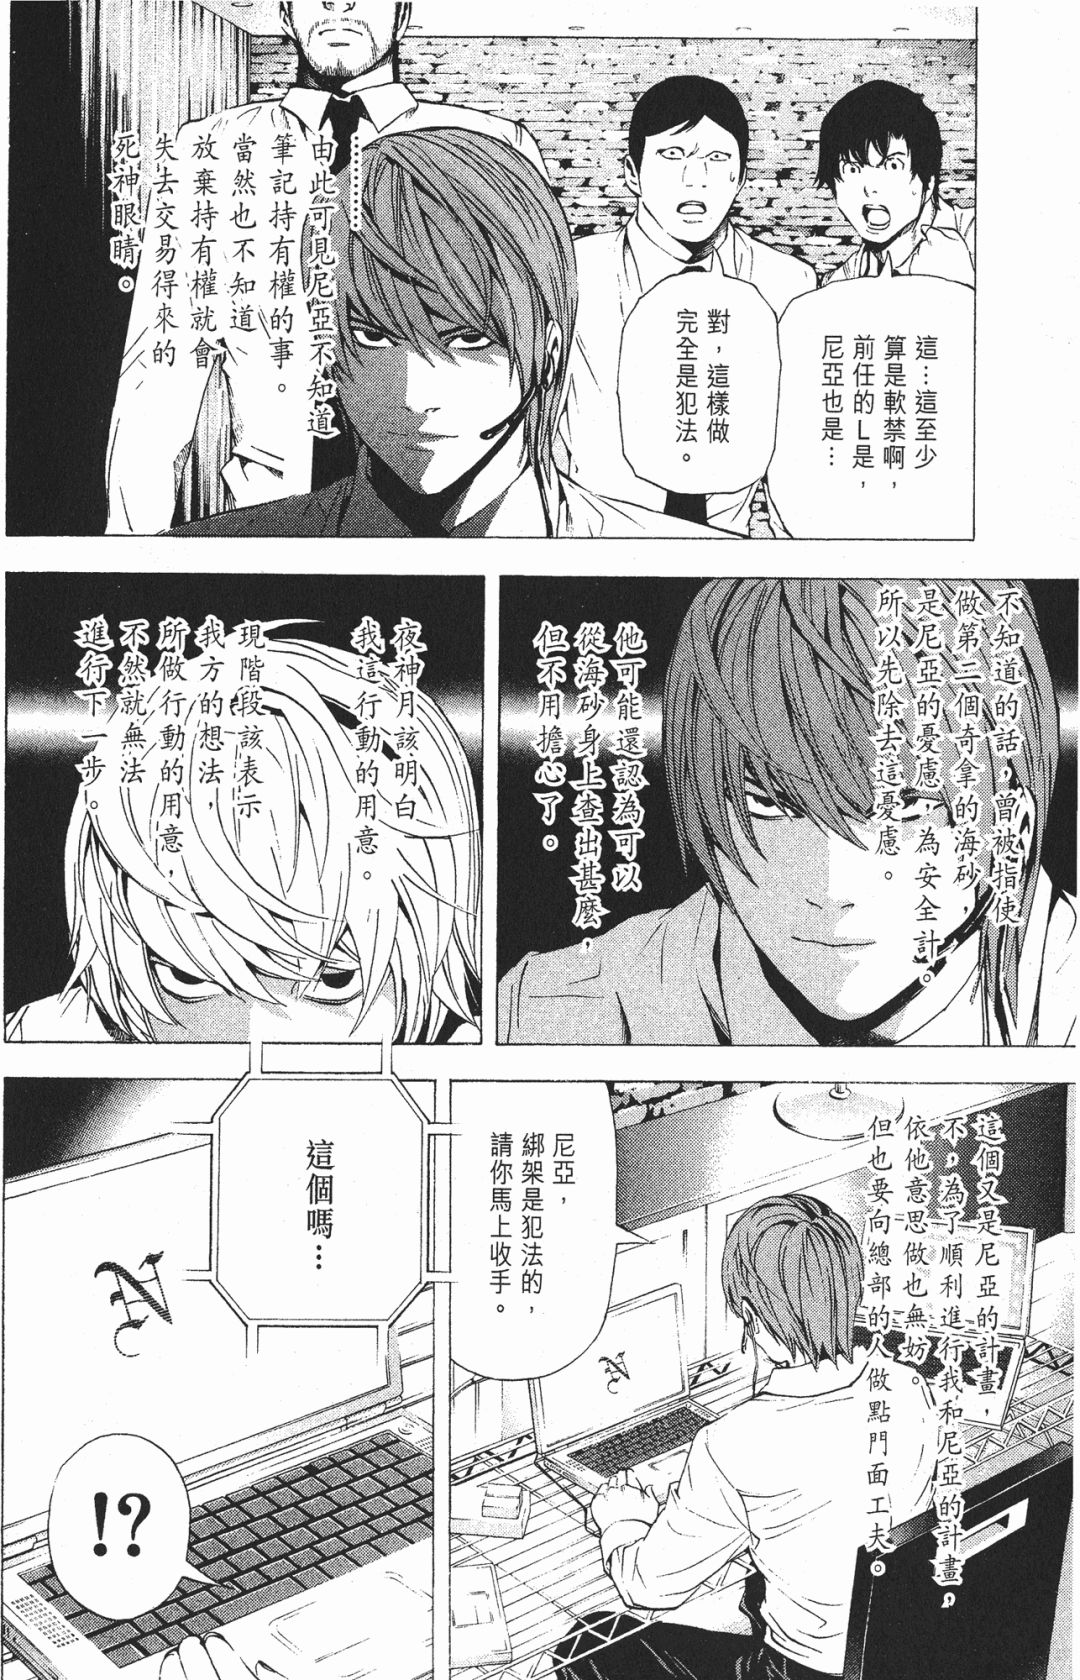 這…這至少
算是軟禁啊，
前任的L是，
尼亞也是…
對，這樣做
完全是犯法。
…………
由此可見尼亞不知道
筆記持有權的事。
當然也不知道
放棄持有權就會
失去交易得來的
死神眼睛。
不知道的話，曾被指使
做第二個奇拿的海砂，
是尼亞的憂慮，為安全計。
所以先除去這憂慮。
他可能還認為可以
從海砂身上查出甚麼，
但不用擔心了。
夜神月該明白
我這行動的用意。
現階段該表示
我方的想法，
所做行動的用意，
不然就無法
進行下一步。
這個又是尼亞的計畫，
不，為了順利進行我和尼亞的計畫，
依他意思做也無妨。
但也要向總部的人做點門面工夫。
尼亞，
綁架是犯法的，
請你馬上收手。
N
這個嗎…
N
!?